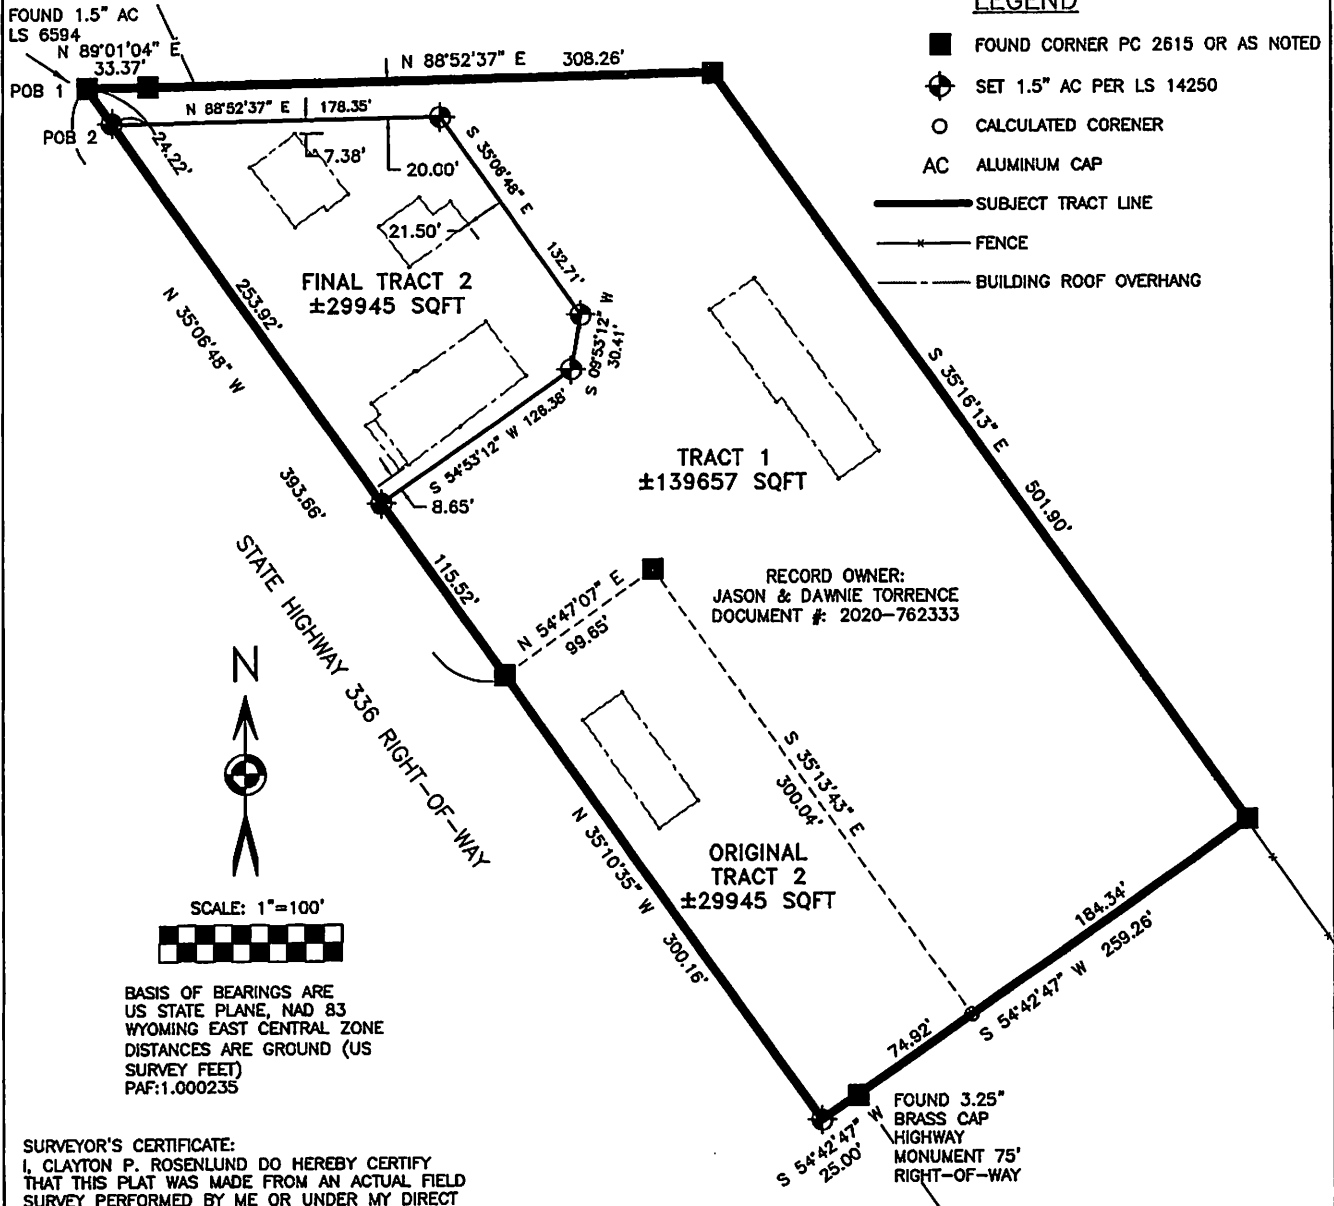 FOUND 1.5" AC
LS 6594
N 89°01'04" E
33.37'
POB 1
POB 2
24.22'
N 88°52'37" E 308.26'
N 88°52'37" E 178.35'
7.38'
20.00'
S 35°06'48" E
132.71'
21.50'
FINAL TRACT 2
±29945 SQFT
253.92'
N 35°06'48" W
393.66'
S 09°53'12" W
30.41'
S 54°53'12" W 126.38'
8.65'
115.52'
LEGEND
FOUND CORNER PC 2615 OR AS NOTED
SET 1.5" AC PER LS 14250
CALCULATED CORENER
AC ALUMINUM CAP
SUBJECT TRACT LINE
FENCE
BUILDING ROOF OVERHANG
S 35°16'13" E
501.90'
TRACT 1
±139657 SQFT
RECORD OWNER:
JASON & DAWNIE TORRENCE
DOCUMENT #: 2020-762333
STATE HIGHWAY 336 RIGHT-OF-WAY
N 54°47'07" E
99.65'
S 35°13'43" E
300.04'
N 35°10'35" W
300.16'
ORIGINAL
TRACT 2
±29945 SQFT
184.34'
S 54°42'47" W 259.26'
74.92'
S 54°42'47" W
25.00'
FOUND 3.25"
BRASS CAP
HIGHWAY
MONUMENT 75'
RIGHT-OF-WAY
N
SCALE: 1"=100'
BASIS OF BEARINGS ARE
US STATE PLANE, NAD 83
WYOMING EAST CENTRAL ZONE
DISTANCES ARE GROUND (US
SURVEY FEET)
PAF:1.000235
SURVEYOR'S CERTIFICATE:
I, CLAYTON P. ROSENLUND DO HEREBY CERTIFY
THAT THIS PLAT WAS MADE FROM AN ACTUAL FIELD
SURVEY PERFORMED BY ME OR UNDER MY DIRECT